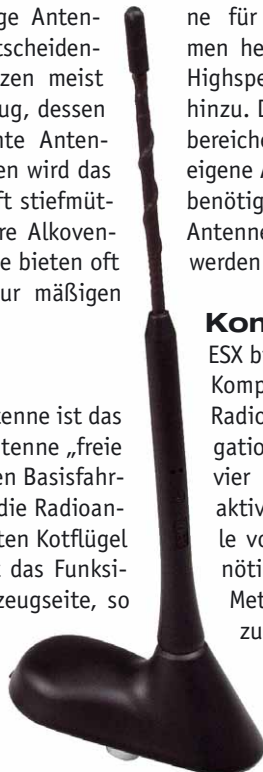 ge Anten-
tscheiden-
zen meist
ug, dessen
nte Anten-
en wird das
ft stiefmüt-
re Alkoven-
e bieten oft
ur mäßigen
tenne ist das
tenne „freie
en Basisfahr-
die Radioan-
ten Kotflügel
das Funksi-
zeugseite, so
ne für
men he
Highspe
hinzu. D
bereiche
eigene A
benötig
Antenne
werden
Kon
ESX b
Komp
Radio
gatio
vier
aktiv
le vo
nötig
Met
zu